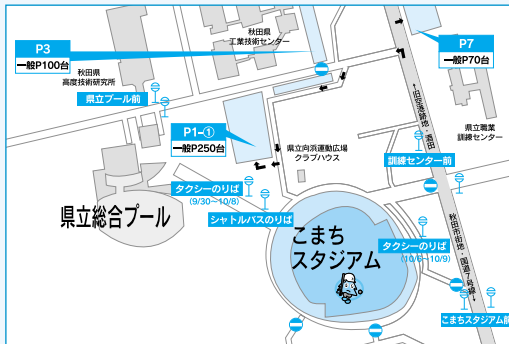 P3
一般P100台
秋田県
工業技術センター
P7
一般P70台
秋田県
高度技術研究所
県立プール前
←旧空港跡地・酒田
県立職業
訓練センター
P1-①
一般P250台
県立向浜運動広場
クラブハウス
訓練センター前
タクシーのりば
(9/30〜10/8)
シャトルバスのりば
県立総合プール
こまち
スタジアム
タクシーのりば
(10/6〜10/9)
秋田市街地・国道7号線→
こまちスタジアム前